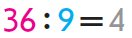 36 : 9 = 4